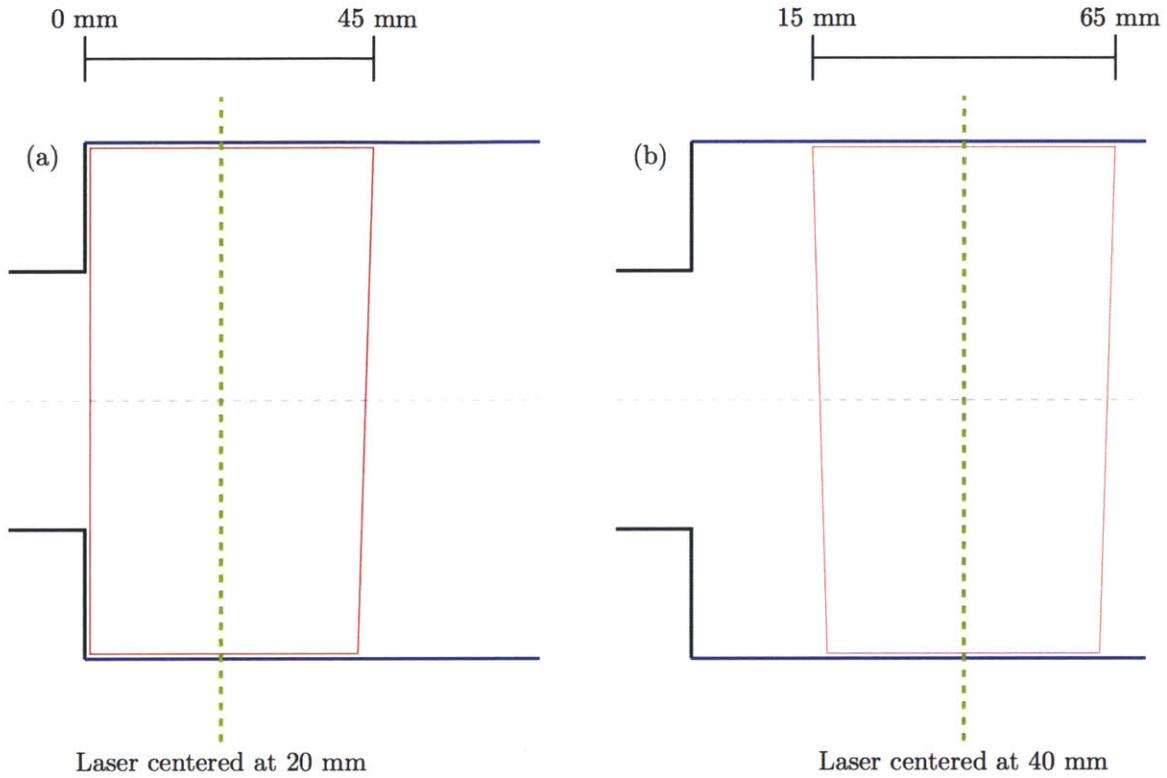 0 mm 45 mm
15 mm 65 mm
(a)
(b)
Laser centered at 20 mm
Laser centered at 40 mm